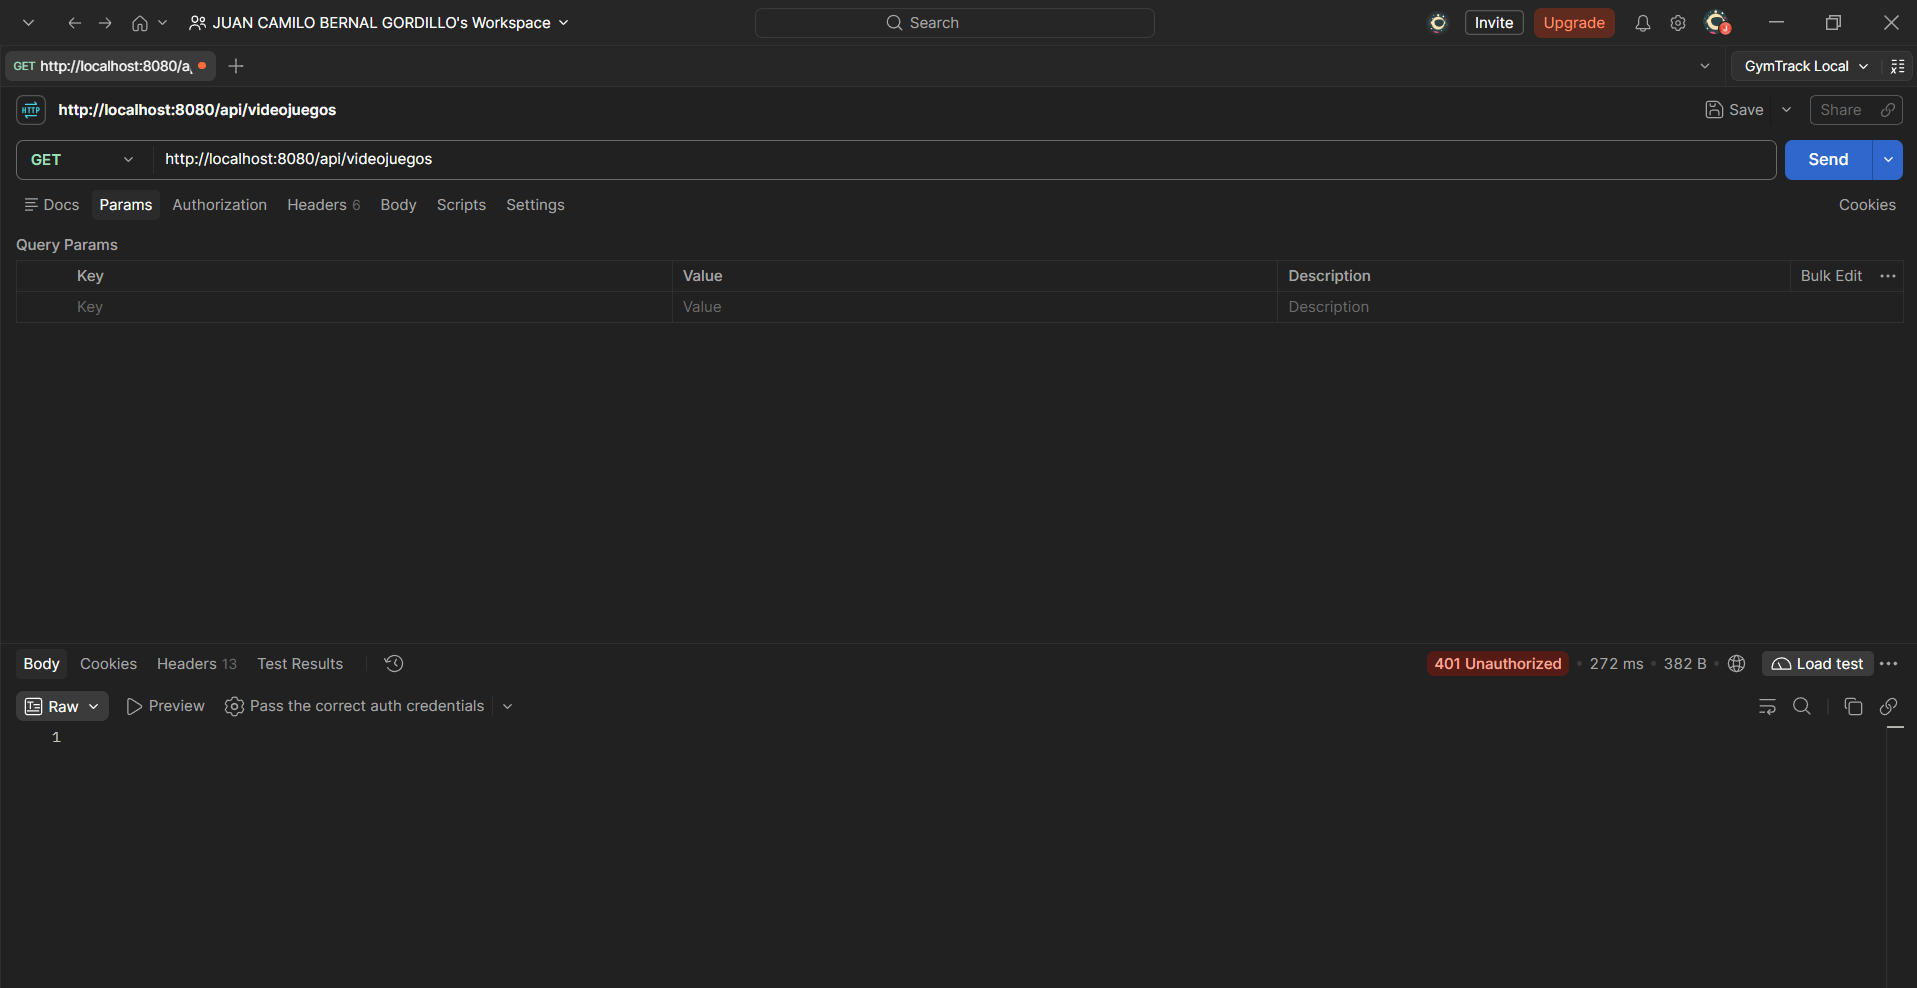 JUAN CAMILO BERNAL GORDILLO's Workspace Search Invite Upgrade J
GET http://localhost:8080/a GymTrack Local
HTTP http://localhost:8080/api/videojuegos Save Share
GET http://localhost:8080/api/videojuegos Send
Docs Params Authorization Headers 6 Body Scripts Settings Cookies
Query Params
Key Value Description Bulk Edit
Key Value Description
Body Cookies Headers 13 Test Results 401 Unauthorized 272 ms 382 B Load test
Raw Preview Pass the correct auth credentials
1